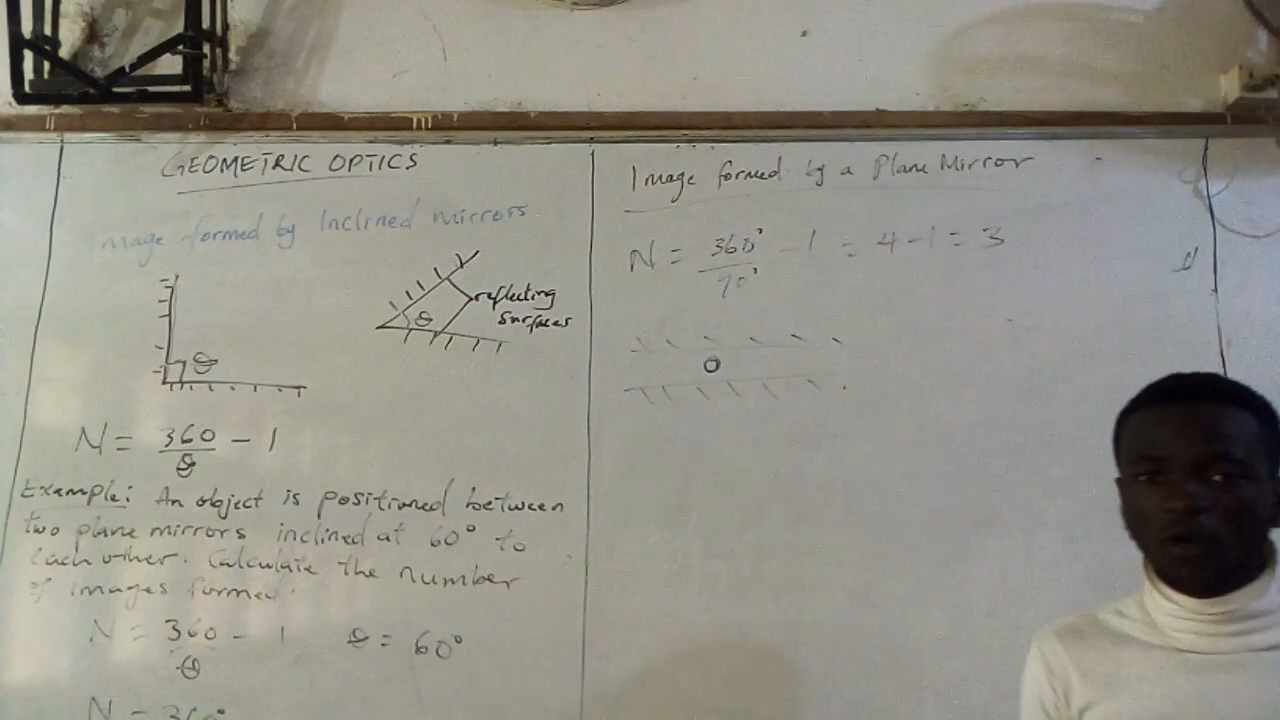 GEOMETRIC OPTICS
mage formed by Inclined mirrors
reflecting
surfaces
θ
θ
N = 360/θ - 1
Example: An object is positioned between
two plane mirrors inclined at 60° to
each other. Calculate the number
of images formed.
N = 360/θ - 1 θ = 60°
N = 360°
Image formed by a Plane Mirror
N = 360°/90° - 1 = 4 - 1 = 3
O